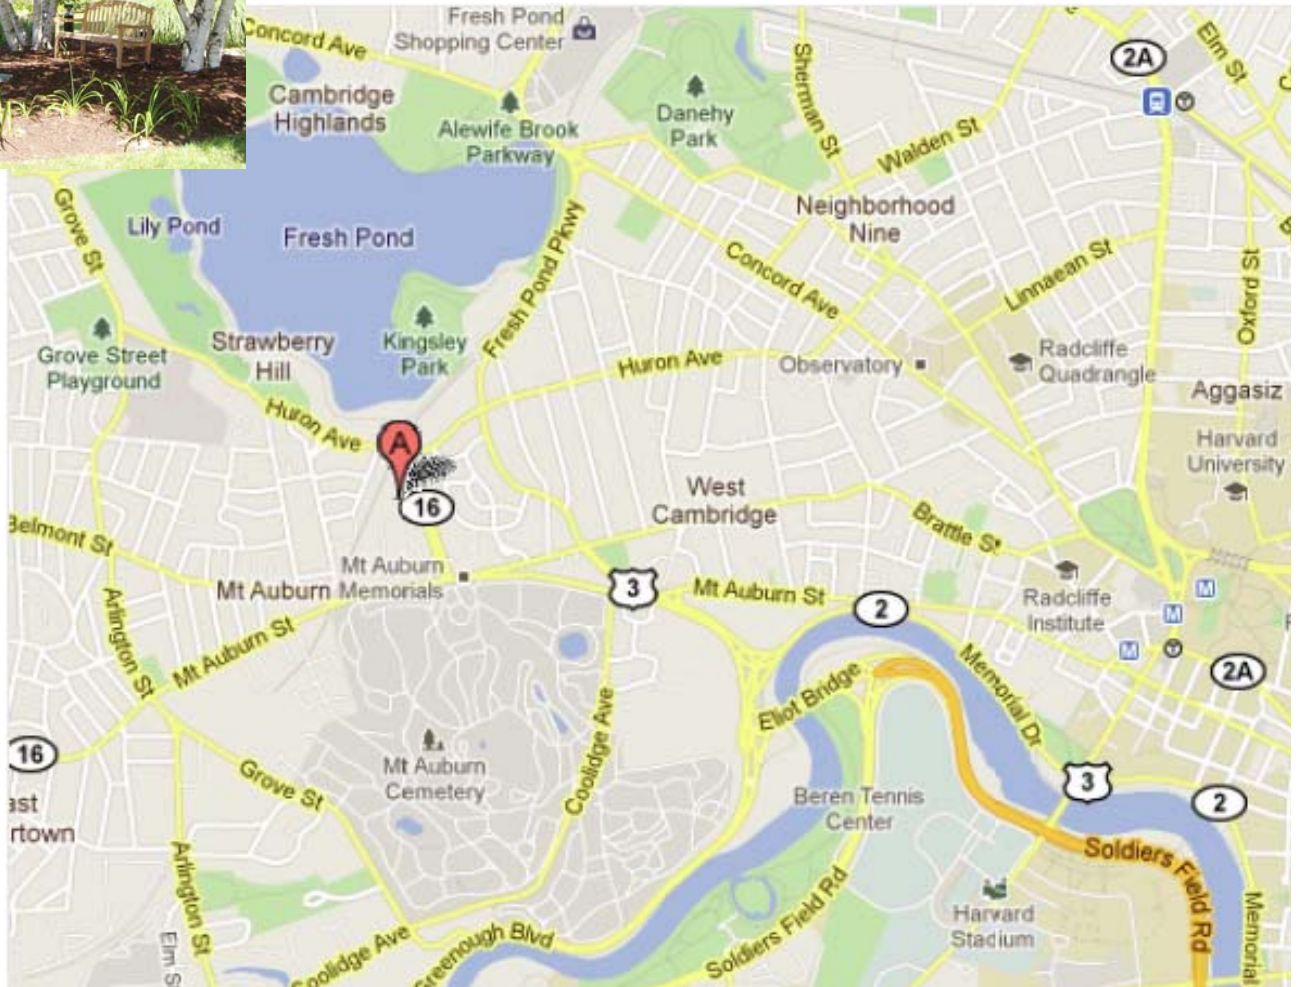 Concord Ave
Fresh Pond
Shopping Center
2A
Elm St
Cambridge
Highlands
Alewife Brook
Parkway
Danehy
Park
Sherman St
Walden St
Grove St
Lily Pond
Fresh Pond
Fresh Pond Pkwy
Neighborhood
Nine
Concord Ave
Linnaean St
Oxford St
Grove Street
Playground
Strawberry
Hill
Kingsley
Park
Huron Ave
Observatory
Radcliffe
Quadrangle
Aggasiz
Huron Ave
A
Harvard
University
16
West
Cambridge
Brattle St
Belmont St
Mt Auburn
Mt Auburn
Memorials
3
Mt Auburn St
2
Radcliffe
Institute
M
M
M
Arlington St
Mt Auburn St
Eliot Bridge
Memorial Dr
2A
16
Mt Auburn
Cemetery
Coolidge Ave
Grove St
Beren Tennis
Center
3
2
ast
rtown
Soldiers Field Rd
Arlington St
Elm S
Soldiers Field Rd
Harvard
Stadium
Memorial
oolidge Ave
Greenough Blvd